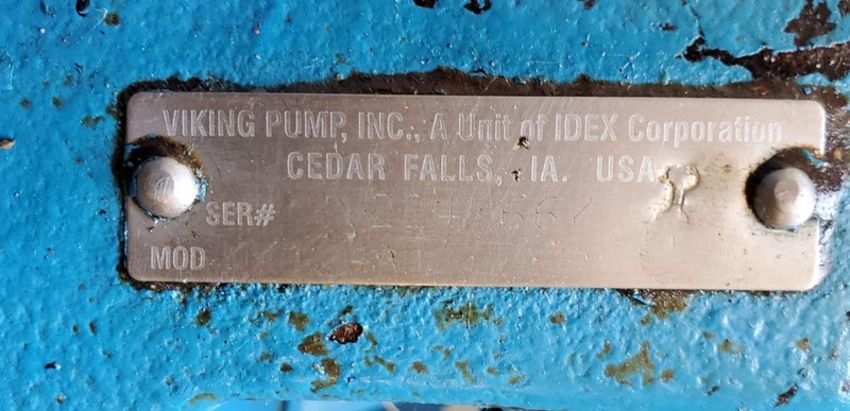 VIKING PUMP, INC., A Unit of IDEX Corporation
CEDAR FALLS, IA. USA
SER#
MOD